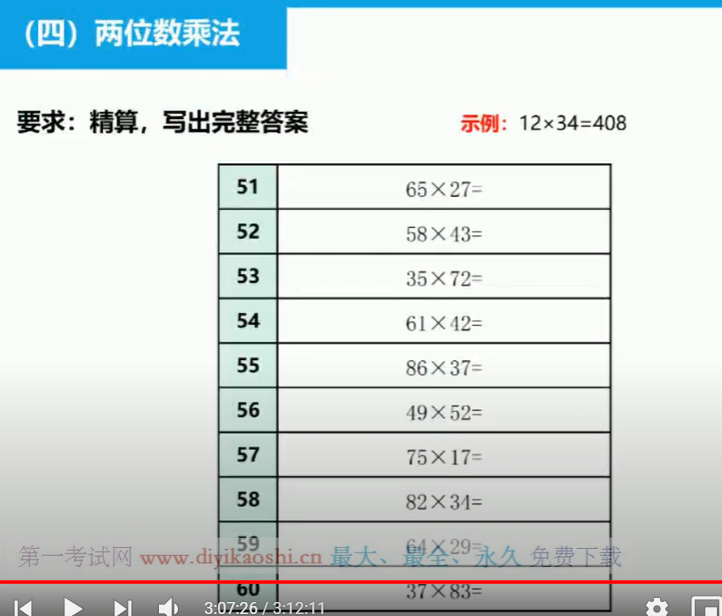 （四）两位数乘法
要求：精算，写出完整答案
示例：12×34=408
51 65×27=
52 58×43=
53 35×72=
54 61×42=
55 86×37=
56 49×52=
57 75×17=
58 82×34=
59 64×29=
第一考试网 www.diyikaoshi.cn 最大、最全、永久 免费下载
60 37×83=
3:07:26 / 3:12:11